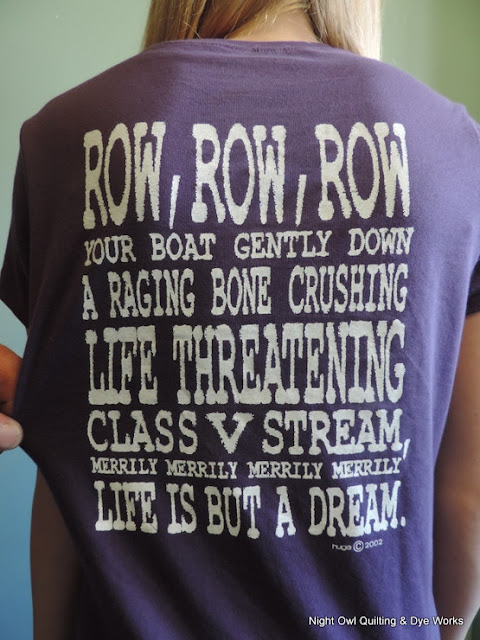 ROW, ROW, ROW
YOUR BOAT GENTLY DOWN
A RAGING BONE CRUSHING
LIFE THREATENING
CLASS V STREAM,
MERRILY MERRILY MERRILY MERRILY
LIFE IS BUT A DREAM.
huga © 2002
Night Owl Quilting & Dye Works